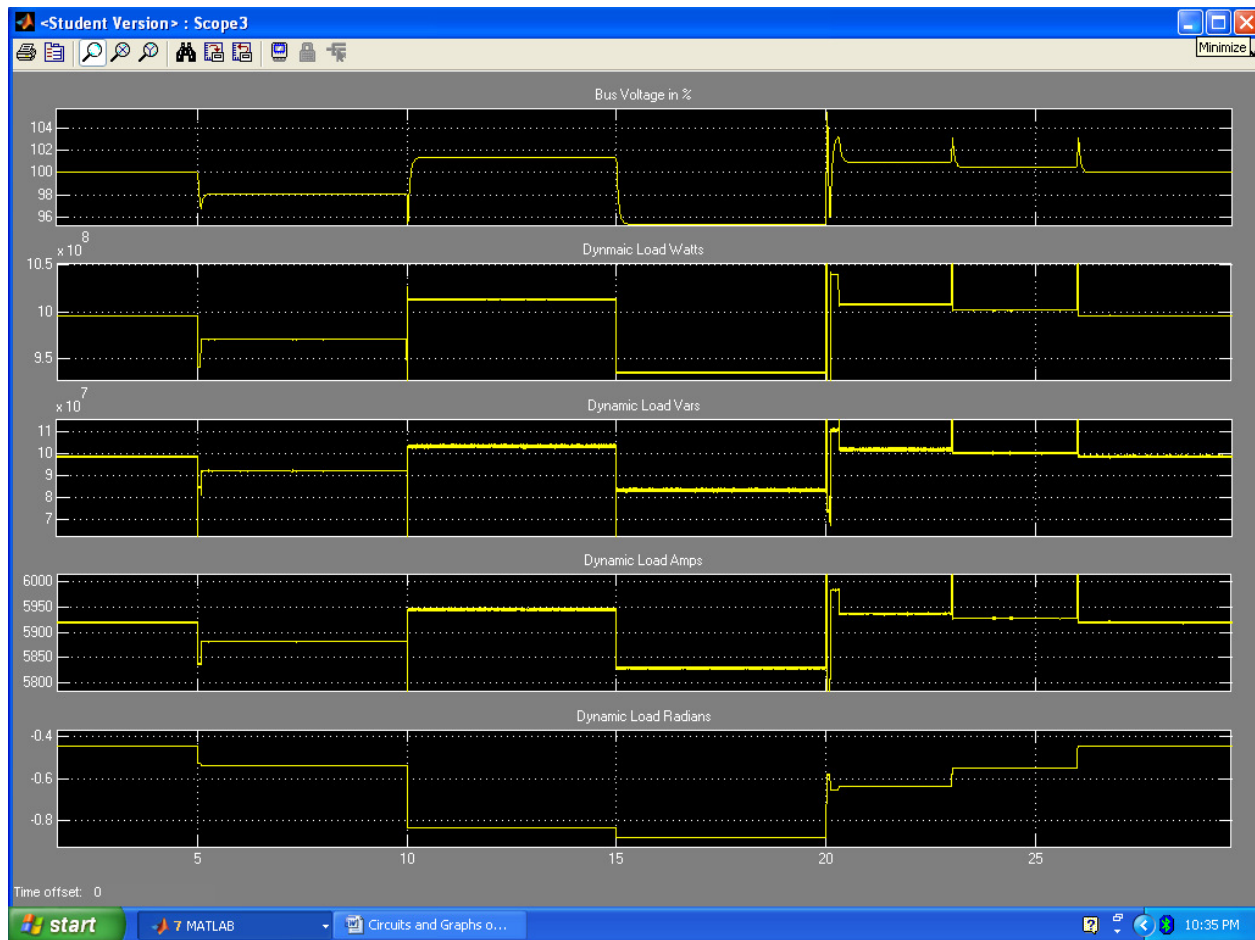 <Student Version> : Scope3
Minimize
Bus Voltage in %
104
102
100
98
96
Dynmaic Load Watts
x 10
8
10.5
10
9.5
Dynamic Load Vars
x 10
7
11
10
9
8
7
Dynamic Load Amps
6000
5950
5900
5850
5800
Dynamic Load Radians
-0.4
-0.6
-0.8
5
10
15
20
25
Time offset: 0
start
7 MATLAB
Circuits and Graphs o...
10:35 PM